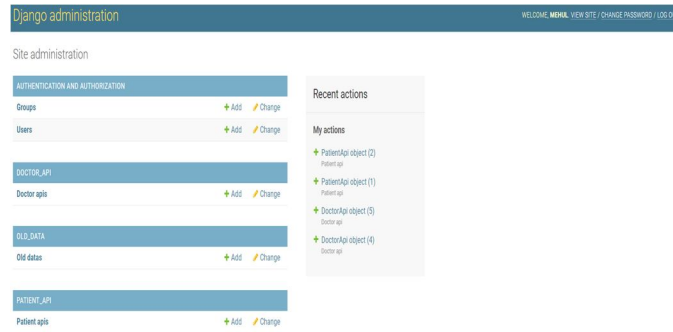 Django administration
WELCOME, MEHUL. VIEW SITE / CHANGE PASSWORD / LOG O
Site administration
AUTHENTICATION AND AUTHORIZATION
Groups + Add Change
Users + Add Change
DOCTOR_API
Doctor apis + Add Change
OLD_DATA
Old datas + Add Change
PATIENT_API
Patient apis + Add Change
Recent actions
My actions
+ PatientApi object (2)
Patient api
+ PatientApi object (1)
Patient api
+ DoctorApi object (5)
Doctor api
+ DoctorApi object (4)
Doctor api